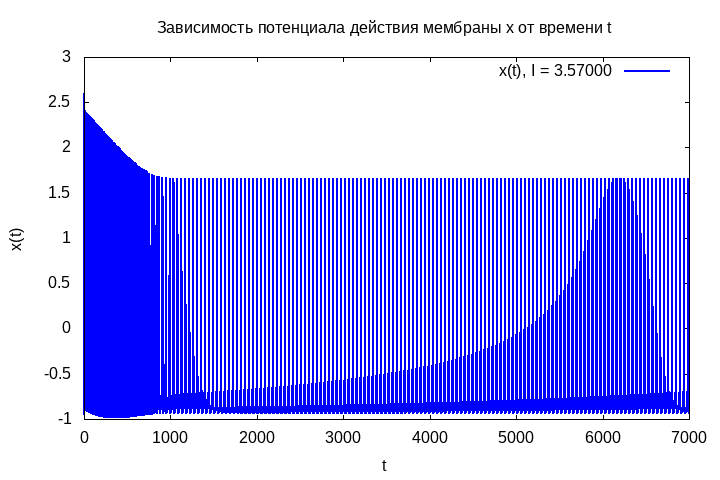 Зависимость потенциала действия мембраны x от времени t
x(t), I = 3.57000
3
2.5
2
1.5
1
0.5
0
-0.5
-1
x(t)
0 1000 2000 3000 4000 5000 6000 7000
t